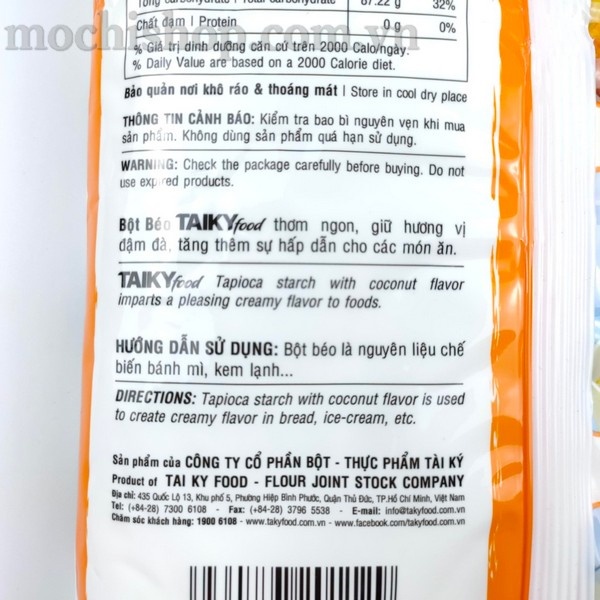 Tổng carbohydrate | Total carbohydrate 87.22 g 32%
mochishop.com.vn
Chất đạm | Protein 0 g 0%
% Giá trị dinh dưỡng căn cứ trên 2000 Calo/ngày.
% Daily Value are based on a 2000 Calorie diet.
Bảo quản nơi khô ráo & thoáng mát | Store in cool dry place
THÔNG TIN CẢNH BÁO: Kiểm tra bao bì nguyên vẹn khi mua
sản phẩm. Không dùng sản phẩm quá hạn sử dụng.
WARNING: Check the package carefully before buying. Do not
use expired products.
Bột Béo TAIKYfood thơm ngon, giữ hương vị
đậm đà, tăng thêm sự hấp dẫn cho các món ăn.
TAIKYfood Tapioca starch with coconut flavor
imparts a pleasing creamy flavor to foods.
HƯỚNG DẪN SỬ DỤNG: Bột béo là nguyên liệu chế
biến bánh mì, kem lạnh...
DIRECTIONS: Tapioca starch with coconut flavor is used
to create creamy flavor in bread, ice-cream, etc.
Sản phẩm của CÔNG TY CỔ PHẦN BỘT - THỰC PHẨM TÀI KÝ
Product of TAI KY FOOD - FLOUR JOINT STOCK COMPANY
Địa chỉ: 435 Quốc Lộ 13, Khu phố 5, Phường Hiệp Bình Phước, Quận Thủ Đức, TP.Hồ Chí Minh, Việt Nam
Tel: (+84-28) 7300 6108 - Fax: (+84-28) 3796 5538 - E-mail: info@takyfood.com.vn
Chăm sóc khách hàng: 1900 6108 - www.takyfood.com.vn - www.facebook.com/takyfood.com.vn